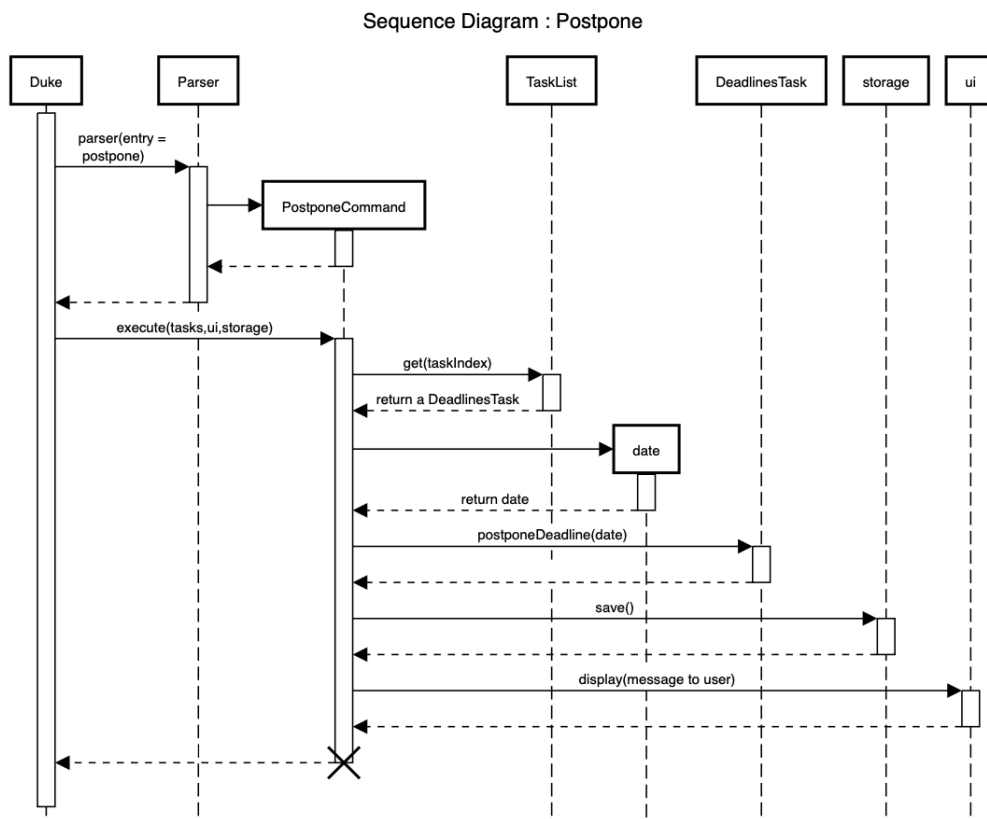 Sequence Diagram : Postpone
Duke
Parser
TaskList
DeadlinesTask
storage
ui
parser(entry =
postpone)
PostponeCommand
execute(tasks,ui,storage)
get(taskIndex)
return a DeadlinesTask
date
return date
postponeDeadline(date)
save()
display(message to user)